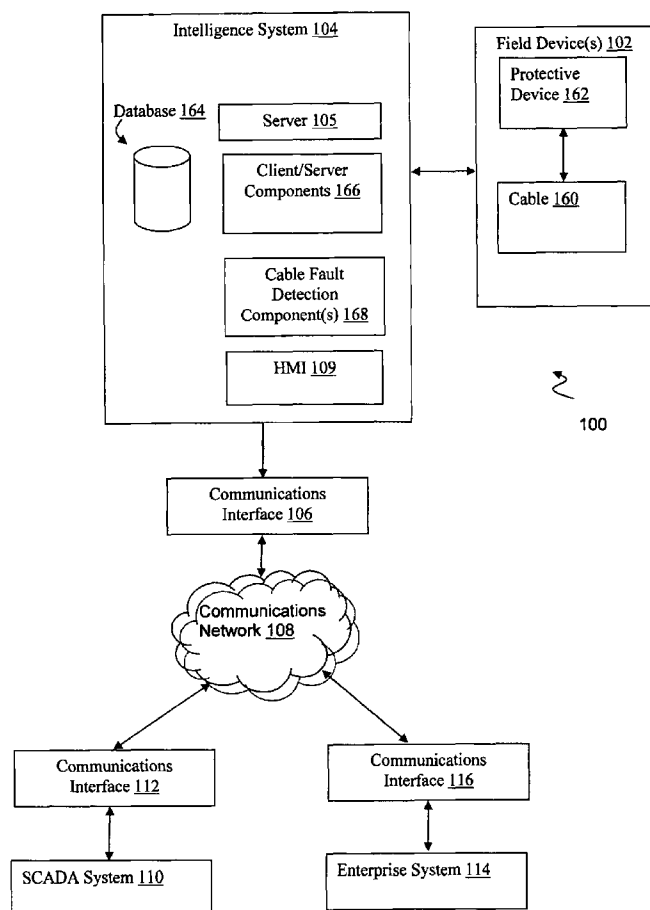 Intelligence System 104
Database 164
Server 105
Client/Server
Components 166
Cable Fault
Detection
Component(s) 168
HMI 109
Field Device(s) 102
Protective
Device 162
Cable 160
100
Communications
Interface 106
Communications
Network 108
Communications
Interface 112
Communications
Interface 116
SCADA System 110
Enterprise System 114